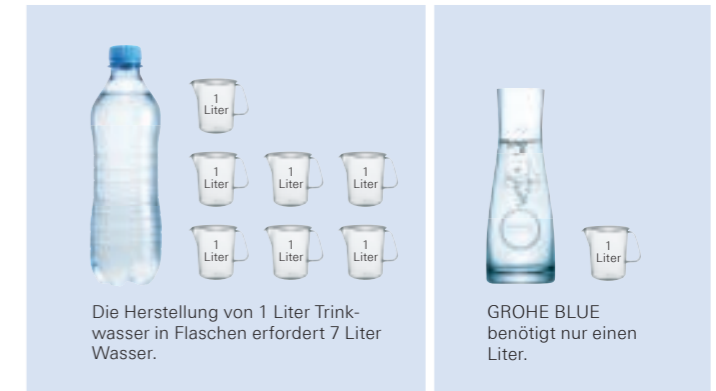 1
Liter
1
Liter
1
Liter
1
Liter
1
Liter
1
Liter
1
Liter
Die Herstellung von 1 Liter Trink-
wasser in Flaschen erfordert 7 Liter
Wasser.
1
Liter
GROHE BLUE
benötigt nur einen
Liter.